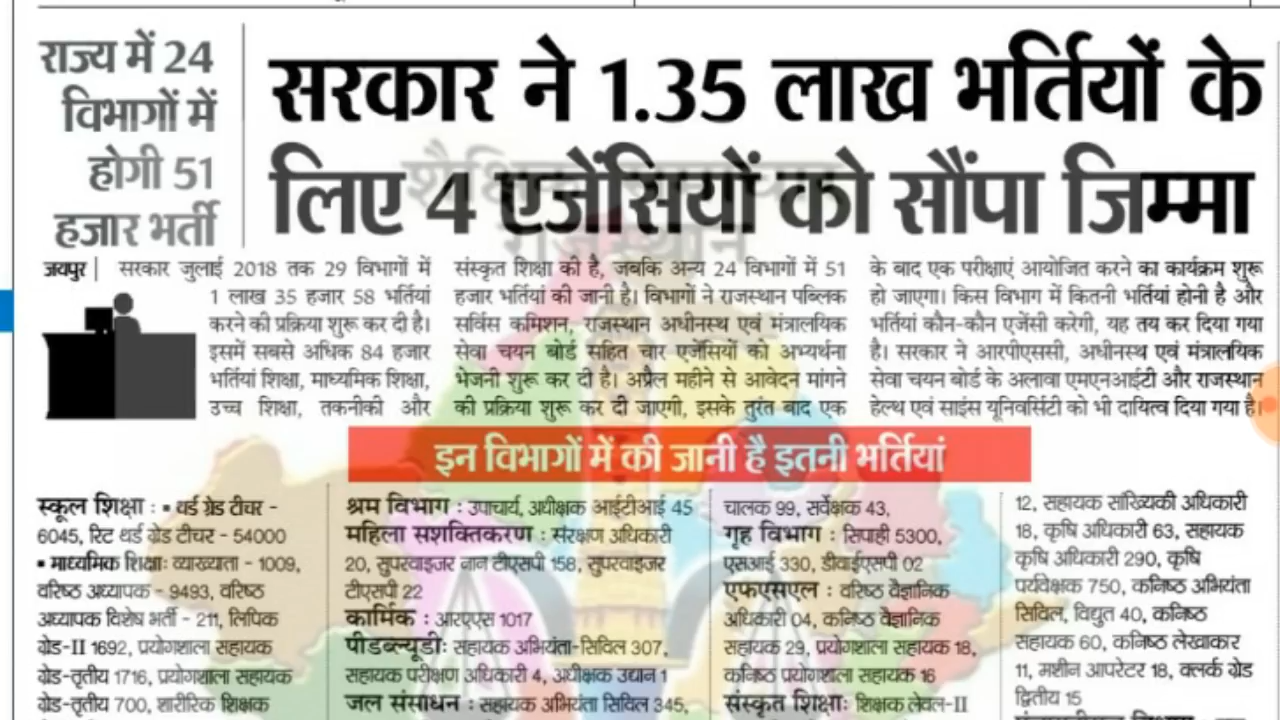 राज्य में 24
विभागों में
होगी 51
हजार भर्ती
सरकार ने 1.35 लाख भर्तियों के
लिए 4 एजेंसियों को सौंपा जिम्मा
शैक्षिक समाचार
राजस्थान
जयपुर | सरकार जुलाई 2018 तक 29 विभागों में
1 लाख 35 हजार 58 भर्तियां
करने की प्रक्रिया शुरू कर दी है।
इसमें सबसे अधिक 84 हजार
भर्तियां शिक्षा, माध्यमिक शिक्षा,
उच्च शिक्षा, तकनीकी और
संस्कृत शिक्षा की है, जबकि अन्य 24 विभागों में 51
हजार भर्तियां की जानी है। विभागों ने राजस्थान पब्लिक
सर्विस कमिशन, राजस्थान अधीनस्थ एवं मंत्रालयिक
सेवा चयन बोर्ड सहित चार एजेंसियों को अभ्यर्थना
भेजनी शुरू कर दी है। अप्रैल महीने से आवेदन मांगने
की प्रक्रिया शुरू कर दी जाएगी, इसके तुरंत बाद एक
के बाद एक परीक्षाएं आयोजित करने का कार्यक्रम शुरू
हो जाएगा। किस विभाग में कितनी भर्तियां होनी है और
भर्तियां कौन-कौन एजेंसी करेगी, यह तय कर दिया गया
है। सरकार ने आरपीएससी, अधीनस्थ एवं मंत्रालयिक
सेवा चयन बोर्ड के अलावा एमएनआईटी और राजस्थान
हेल्थ एवं साइंस यूनिवर्सिटी को भी दायित्व दिया गया है।
इन विभागों में की जानी है इतनी भर्तियां
स्कूल शिक्षा : ▪ थर्ड ग्रेड टीचर -
6045, रिट थर्ड ग्रेड टीचर - 54000
▪ माध्यमिक शिक्षाः व्याख्याता - 1009,
वरिष्ठ अध्यापक - 9493, वरिष्ठ
अध्यापक विशेष भर्ती - 211, लिपिक
ग्रेड-II 1692, प्रयोगशाला सहायक
ग्रेड-तृतीय 1716, प्रयोगशाला सहायक
ग्रेड-तृतीय 700, शारीरिक शिक्षक
श्रम विभाग : उपाचार्य, अधीक्षक आईटीआई 45
महिला सशक्तिकरण : संरक्षण अधिकारी
20, सुपरवाइजर नान टीएसपी 158, सुपरवाइजर
टीएसपी 22
कार्मिक : आरएएस 1017
पीडब्ल्यूडीः सहायक अभियंता-सिविल 307,
सहायक परीक्षण अधिकारी 4, अधीक्षक उद्यान 1
जल संसाधन : सहायक अभियंता सिविल 345,
चालक 99, सर्वेक्षक 43,
गृह विभाग : सिपाही 5300,
एसआई 330, डीवाईएसपी 02
एफएसएल : वरिष्ठ वैज्ञानिक
अधिकारी 04, कनिष्ठ वैज्ञानिक
सहायक 29, प्रयोगशाला सहायक 18,
कनिष्ठ प्रयोगशाला सहायक 16
संस्कृत शिक्षाः शिक्षक लेवल-II
12, सहायक सांख्यिकी अधिकारी
18, कृषि अधिकारी 63, सहायक
कृषि अधिकारी 290, कृषि
पर्यवेक्षक 750, कनिष्ठ अभियंता
सिविल, विद्युत 40, कनिष्ठ
सहायक 60, कनिष्ठ लेखाकार
11, मशीन आपरेटर 18, क्लर्क ग्रेड
द्वितीय 15